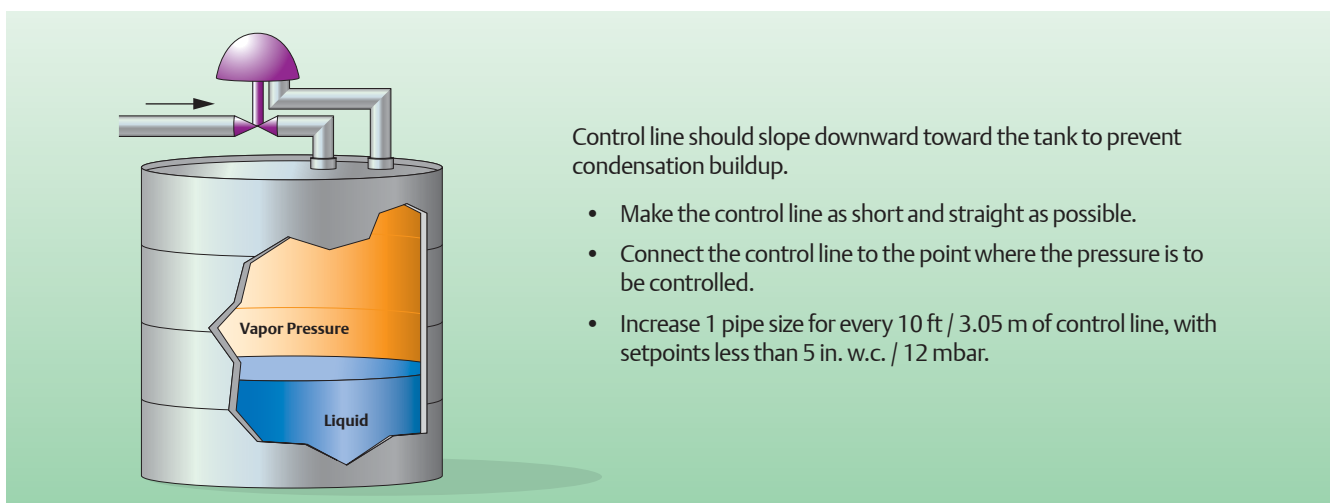 Control line should slope downward toward the tank to prevent
condensation buildup.
• Make the control line as short and straight as possible.
• Connect the control line to the point where the pressure is to
be controlled.
• Increase 1 pipe size for every 10 ft / 3.05 m of control line, with
setpoints less than 5 in. w.c. / 12 mbar.
Vapor Pressure
Liquid